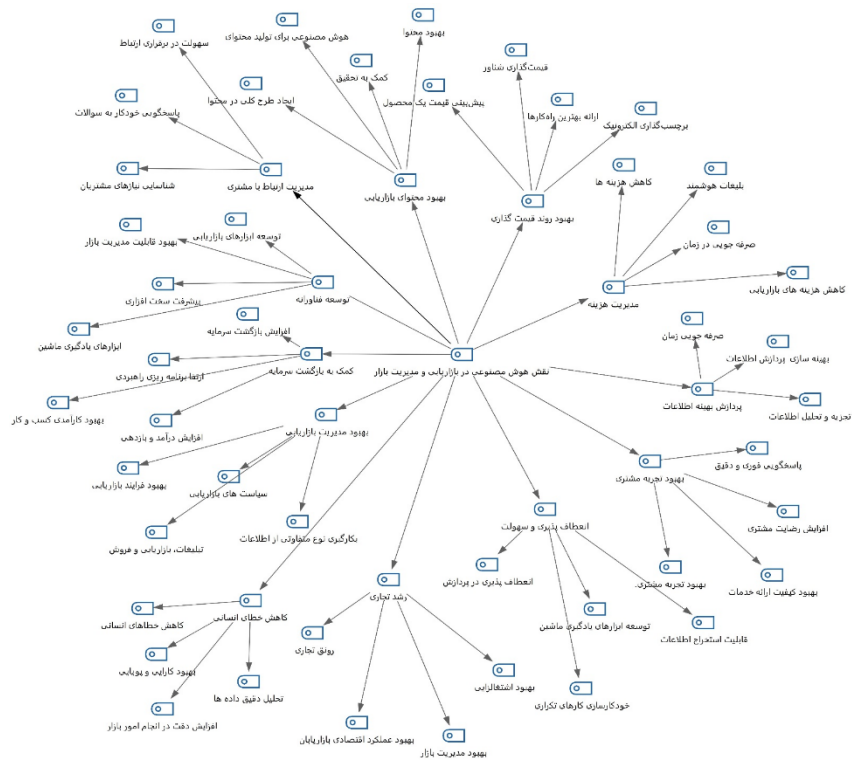 بهبود محتوا
هوش مصنوعی برای تولید محتوای
سهولت در برقراری ارتباط
قیمت‌گذاری شناور
کمک به تحقیق
پیش‌بینی قیمت یک محصول
ایجاد طرح کلی در محتوا
پاسخگویی خودکار به سوالات
ارائه بهترین راه‌کارها
برچسب‌گذاری الکترونیک
کاهش هزینه ها
بلیغات هوشمند
شناسایی نیازهای مشتریان
مدیریت ارتباط با مشتری
بهبود محتوای بازاریابی
بهبود روند قیمت گذاری
توسعه ابزارهای بازاریابی
بهبود قابلیت مدیریت بازار
صرفه جویی در زمان
کاهش هزینه های بازاریابی
مدیریت هزینه
توسعه فناورانه
پیشرفت سخت افزاری
ابزارهای یادگیری ماشین
افزایش بازگشت سرمایه
صرفه جویی زمان
بهینه سازی پردازش اطلاعات
نقش هوش مصنوعی در بازاریابی و مدیریت بازار
کمک به بازگشت سرمایه
ارتقا برنامه ریزی راهبردی
بهبود کارآمدی کسب و کار
پردازش بهینه اطلاعات
تجزیه و تحلیل اطلاعات
افزایش درآمد و بازدهی
بهبود مدیریت بازاریابی
بهبود فرایند بازاریابی
سیاست های بازاریابی
پاسخگویی فوری و دقیق
بهبود تجربه مشتری
افزایش رضایت مشتری
بکارگیری نوع متفاوتی از اطلاعات
تبلیغات، بازاریابی و فروش
انعطاف پذیری و سهولت
انعطاف پذیری در پردازش
بهبود تجربه مشتری
بهبود کیفیت ارائه خدمات
رشد تجاری
کاهش خطای انسانی
کاهش خطاهای انسانی
توسعه ابزارهای یادگیری ماشین
قابلیت استخراج اطلاعات
رونق تجاری
بهبود کارایی و پویایی
تحلیل دقیق داده ها
بهبود اشتغالزایی
خودکارسازی کارهای تکراری
افزایش دقت در انجام امور بازار
بهبود عملکرد اقتصادی بازاریابان
بهبود مدیریت بازار